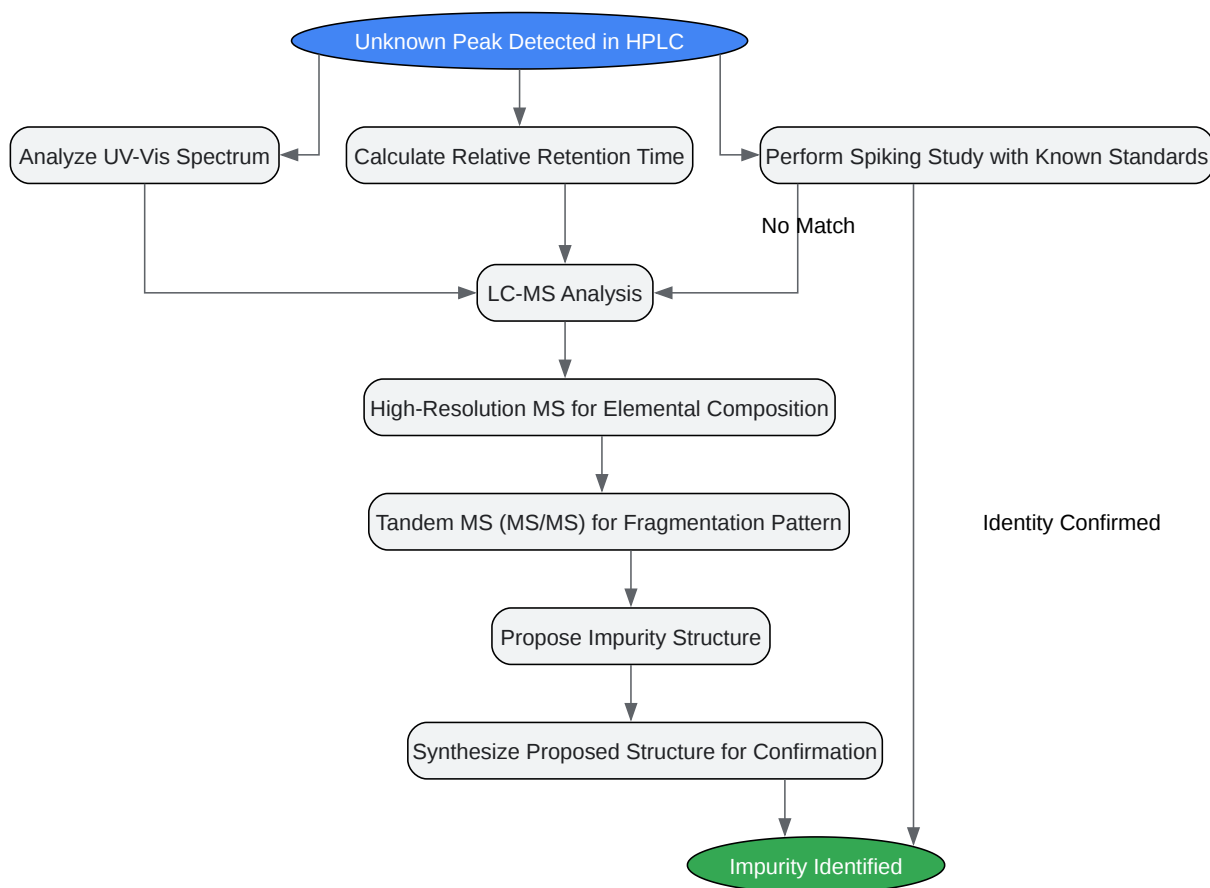 Unknown Peak Detected in HPLC
Analyze UV-Vis Spectrum
Calculate Relative Retention Time
Perform Spiking Study with Known Standards
No Match
LC-MS Analysis
High-Resolution MS for Elemental Composition
Tandem MS (MS/MS) for Fragmentation Pattern
Identity Confirmed
Propose Impurity Structure
Synthesize Proposed Structure for Confirmation
Impurity Identified